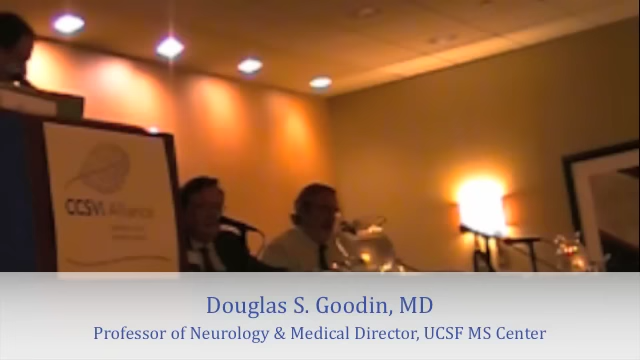 CCSVI Alliance
Douglas S. Goodin, MD
Professor of Neurology & Medical Director, UCSF MS Center